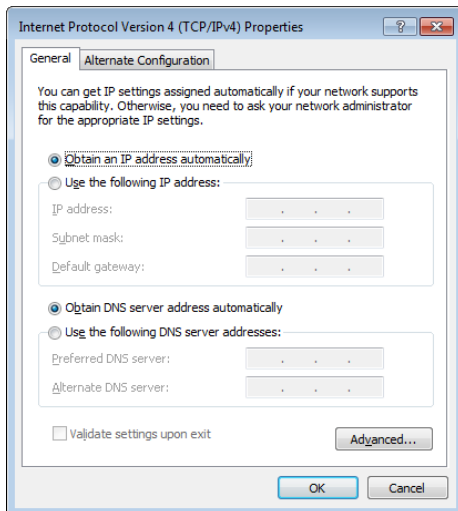 Internet Protocol Version 4 (TCP/IPv4) Properties
General
Alternate Configuration
You can get IP settings assigned automatically if your network supports
this capability. Otherwise, you need to ask your network administrator
for the appropriate IP settings.
Obtain an IP address automatically
Use the following IP address:
IP address:
Subnet mask:
Default gateway:
Obtain DNS server address automatically
Use the following DNS server addresses:
Preferred DNS server:
Alternate DNS server:
Validate settings upon exit
Advanced...
OK
Cancel